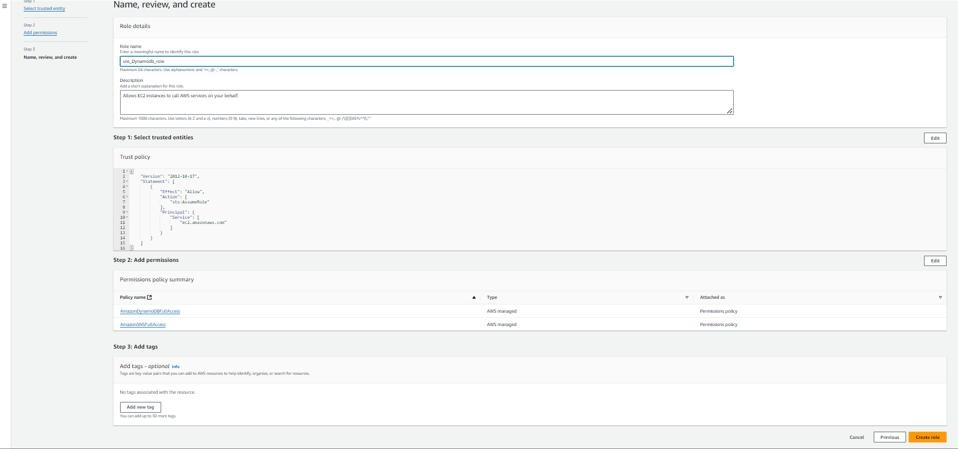 Step 1
Select trusted entity
Step 2
Add permissions
Step 3
Name, review, and create
Name, review, and create
Role details
Role name
Enter a meaningful name to identify this role.
sns_Dynamodb_role
Maximum 64 characters. Use alphanumeric and '+=,.@-_' characters.
Description
Add a short explanation for this role.
Allows EC2 instances to call AWS services on your behalf.
Maximum 1000 characters. Use letters (A-Z and a-z), numbers (0-9), tabs, new lines, or any of the following characters:
Step 1: Select trusted entities
Edit
Trust policy
1 {
2 "Version": "2012-10-17",
3 "Statement": [
4 {
5 "Effect": "Allow",
6 "Action": [
7 "sts:AssumeRole"
8 ],
9 "Principal": {
10 "Service": [
11 "ec2.amazonaws.com"
12 ]
13 }
14 }
15 ]
16 }
Step 2: Add permissions
Edit
Permissions policy summary
Policy name
Type
Attached as
AmazonDynamoDBFullAccess
AWS managed
Permissions policy
AmazonSNSFullAccess
AWS managed
Permissions policy
Step 3: Add tags
Add tags - optional Info
Tags are key value pairs that you can add to AWS resources to help identify, organize, or search for resources.
No tags associated with the resource.
Add new tag
You can add up to 50 more tags.
Cancel
Previous
Create role